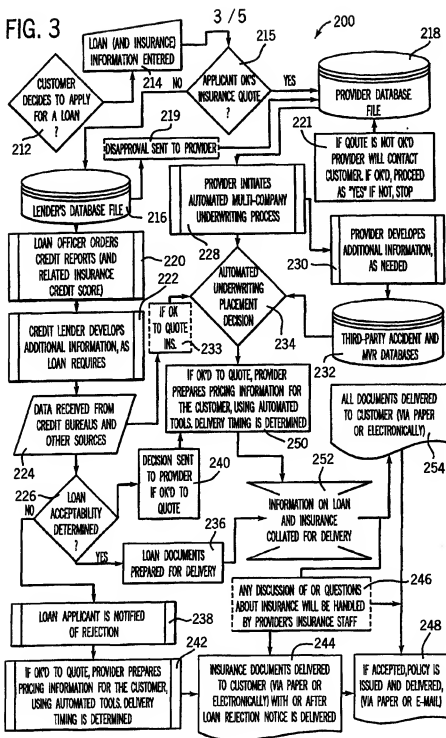 FIG. 3
3/5
200
LOAN (AND INSURANCE)
INFORMATION ENTERED
214
215
APPLICANT OK'S
INSURANCE QUOTE
?
NO
YES
218
PROVIDER DATABASE
FILE
CUSTOMER
DECIDES TO APPLY
FOR A LOAN
?
212
219
DISAPPROVAL SENT TO PROVIDER
221
IF QOUTE IS NOT OK'D
PROVIDER WILL CONTACT
CUSTOMER. IF OK'D, PROCEED
AS "YES" IF NOT, STOP
LENDER'S DATABASE FILE
216
PROVIDER INITIATES
AUTOMATED MULTI-COMPANY
UNDERWRITING PROCESS
228
LOAN OFFICER ORDERS
CREDIT REPORTS (AND
RELATED INSURANCE
CREDIT SCORE)
220
222
PROVIDER DEVELOPES
ADDITIONAL INFORMATION,
AS NEEDED
230
CREDIT LENDER DEVELOPS
ADDITIONAL INFORMATION, AS
LOAN REQUIRES
IF OK
TO QUOTE
INS.
233
AUTOMATED
UNDERWRITING PLACEMENT
DECISION
234
THIRD-PARTY ACCIDENT AND
MVR DATABASES
232
DATA RECEIVED FROM
CREDIT BUREAUS AND
OTHER SOURCES
224
IF OK'D TO QUOTE, PROVIDER
PREPARES PRICING INFORMATION FOR
THE CUSTOMER, USING AUTOMATED
TOOLS. DELIVERY TIMING IS DETERMINED
250
ALL DOCUMENTS DELIVERED
TO CUSTOMER (VIA PAPER
OR ELECTRONICALLY)
254
226
LOAN
ACCEPTABILITY
DETERMINED
?
NO
YES
DECISION SENT
TO PROVIDER
IF OK'D TO
QUOTE
240
252
INFORMATION ON LOAN
AND INSURANCE
COLLATED FOR DELIVERY
236
LOAN DOCUMENTS
PREPARED FOR DELIVERY
246
ANY DISCUSSION OF OR QUESTIONS
ABOUT INSURANCE WILL BE HANDLED
BY PROVIDER'S INSURANCE STAFF
LOAN APPLICANT IS NOTIFIED
OF REJECTION
238
242
IF OK'D TO QUOTE, PROVIDER PREPARES
PRICING INFORMATION FOR THE CUSTOMER,
USING AUTOMATED TOOLS. DELIVERY
TIMING IS DETERMINED
244
INSURANCE DOCUMENTS DELIVERED
TO CUSTOMER (VIA PAPER OR
ELECTRONICALLY) WITH OR AFTER
LOAN REJECTION NOTICE IS DELIVERED
248
IF ACCEPTED, POLICY
IS ISSUED AND
DELIVERED,
(VIA PAPER OR E-MAIL)